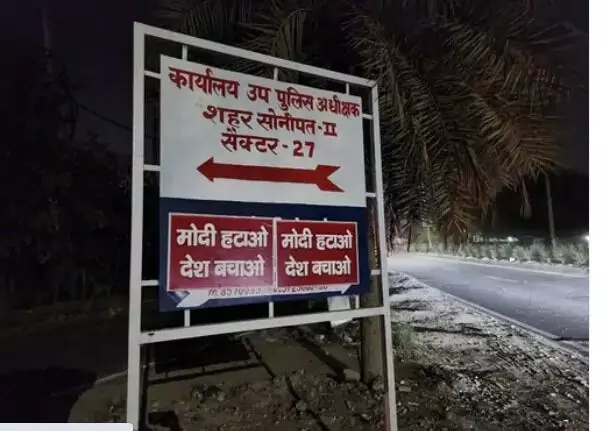 कार्यालय उप पुलिस अधीक्षक
शहर सोनीपत-II
सैक्टर-27
मोदी हटाओ
देश बचाओ
मोदी हटाओ
देश बचाओ